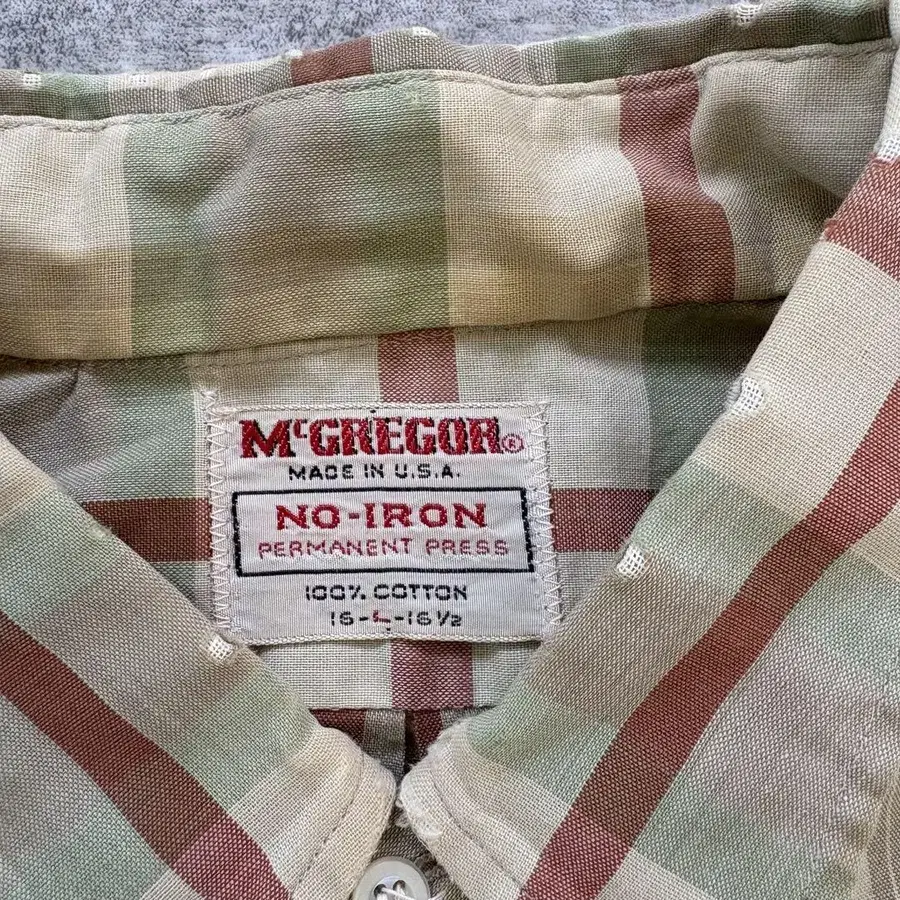 McGREGOR®
MADE IN U.S.A.
NO-IRON
PERMANENT PRESS
100% COTTON
16-L-16½